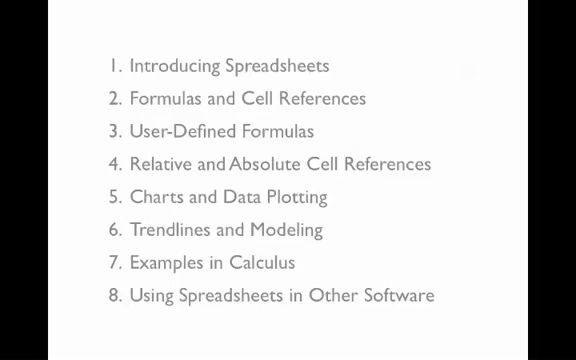 1. Introducing Spreadsheets
2. Formulas and Cell References
3. User-Defined Formulas
4. Relative and Absolute Cell References
5. Charts and Data Plotting
6. Trendlines and Modeling
7. Examples in Calculus
8. Using Spreadsheets in Other Software